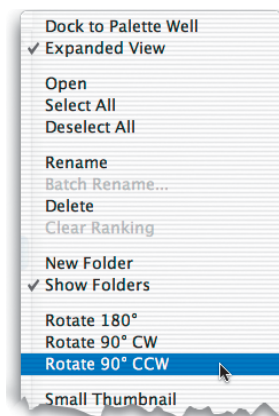 Dock to Palette Well
✓ Expanded View
Open
Select All
Deselect All
Rename
Batch Rename...
Delete
Clear Ranking
New Folder
✓ Show Folders
Rotate 180°
Rotate 90° CW
Rotate 90° CCW
Small Thumbnail